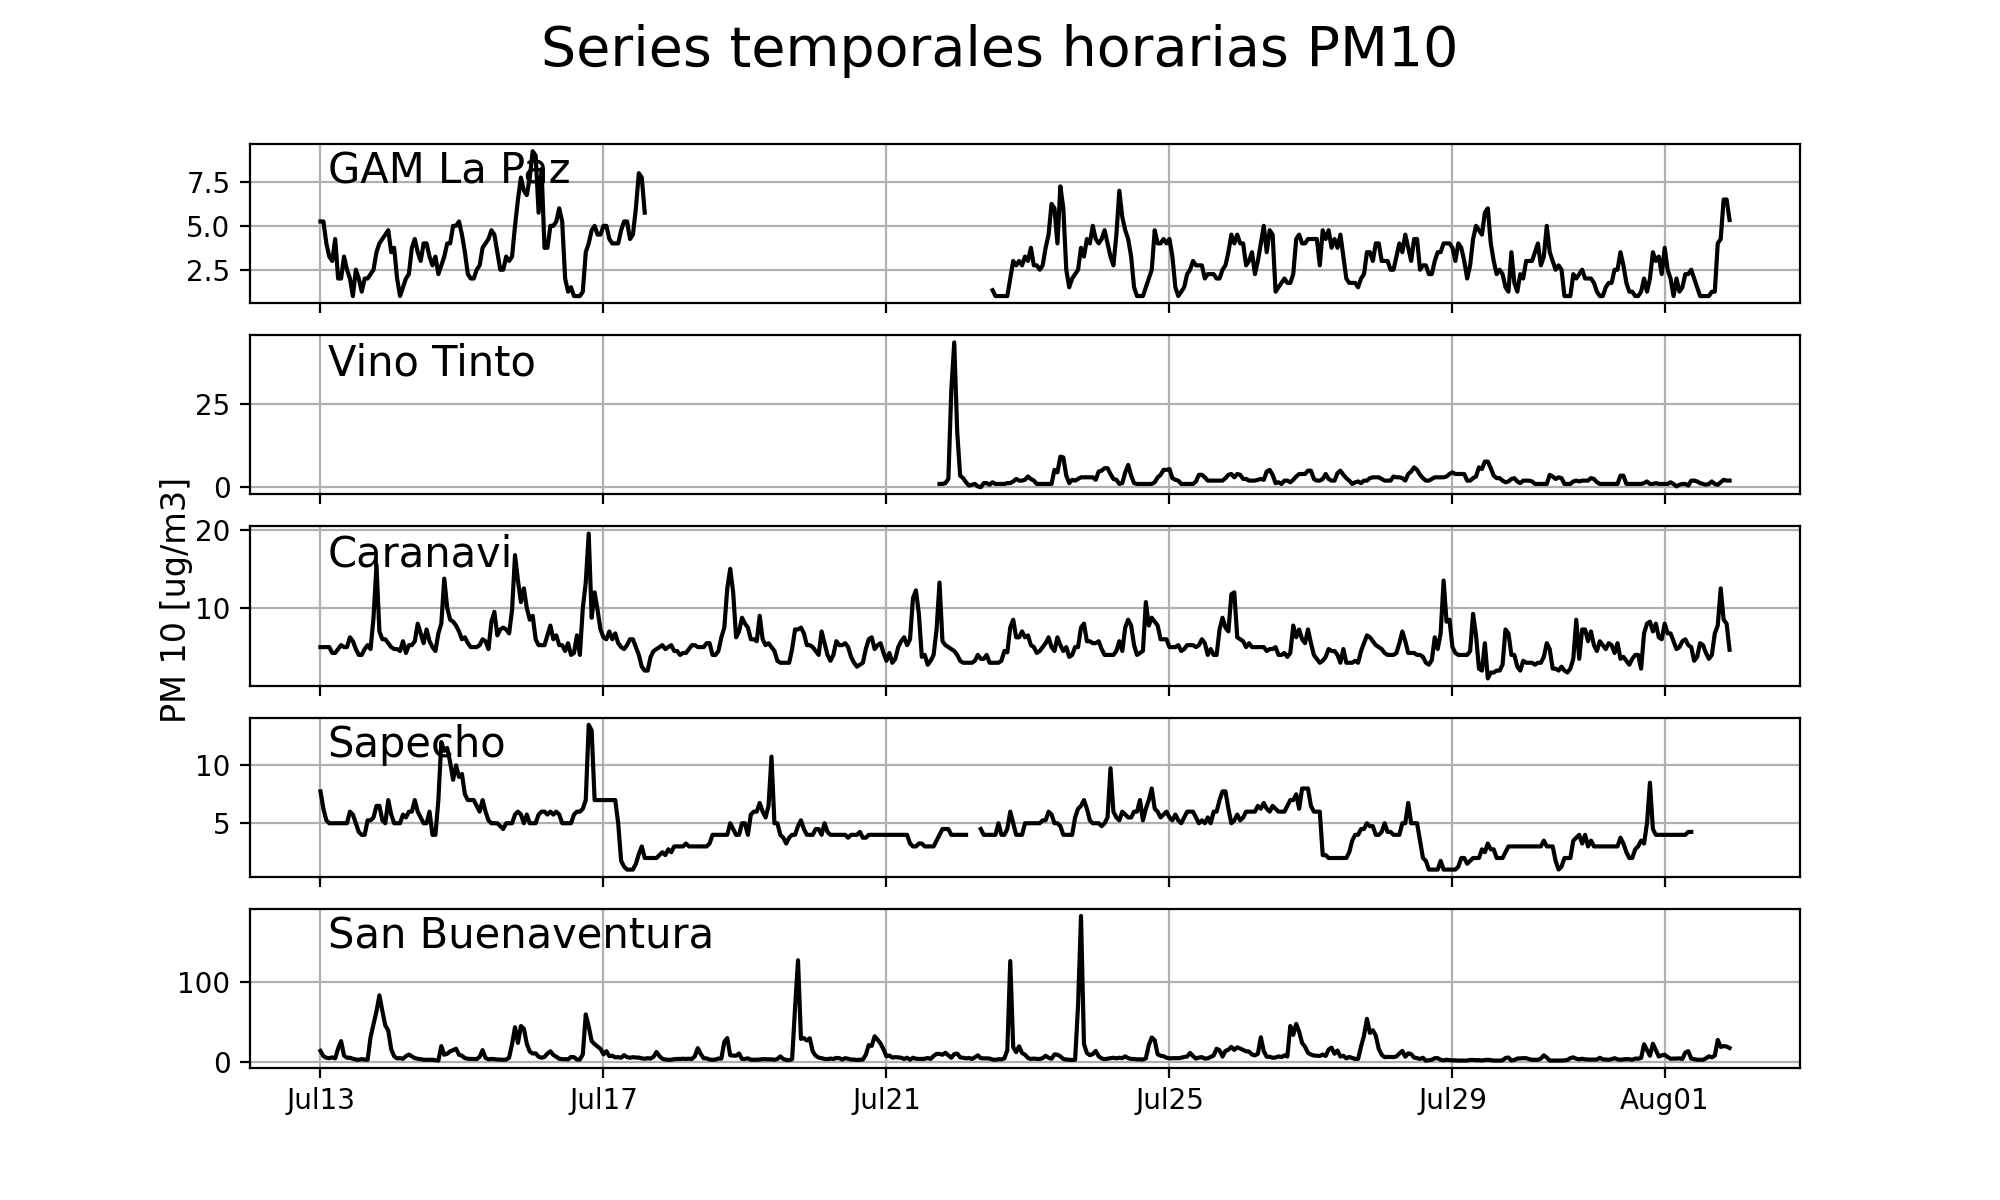 Series temporales horarias PM10
PM 10 [ug/m3]
GAM La Paz
7.5
5.0
2.5
Vino Tinto
25
0
Caranavi
20
10
Sapecho
10
5
San Buenaventura
100
0
Jul13 Jul17 Jul21 Jul25 Jul29 Aug01